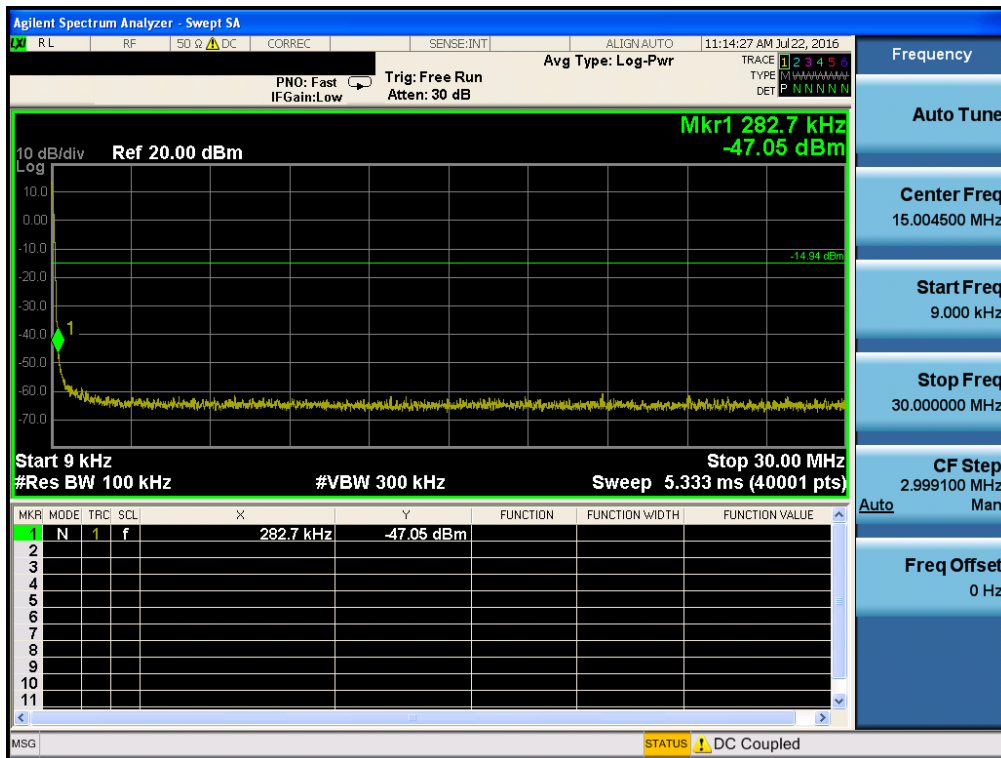 Agilent Spectrum Analyzer - Swept SA
LXI RL RF 50 Ω DC CORREC SENSE:INT ALIGN AUTO 11:14:27 AM Jul 22, 2016
PNO: Fast Trig: Free Run Avg Type: Log-Pwr TRACE 1 2 3 4 5 6
IFGain:Low Atten: 30 dB TYPE M WWWWW
DET P N N N N N
Mkr1 282.7 kHz
10 dB/div Ref 20.00 dBm -47.05 dBm
Log
10.0
0.00
-10.0
-14.94 dBm
-20.0
-30.0
1
-40.0
-50.0
-60.0
-70.0
Start 9 kHz Stop 30.00 MHz
#Res BW 100 kHz #VBW 300 kHz Sweep 5.333 ms (40001 pts)
MKR MODE TRC SCL X Y FUNCTION FUNCTION WIDTH FUNCTION VALUE
1 N 1 f 282.7 kHz -47.05 dBm
2
3
4
5
6
7
8
9
10
11
MSG STATUS DC Coupled
Frequency
Auto Tune
Center Freq
15.004500 MHz
Start Freq
9.000 kHz
Stop Freq
30.000000 MHz
CF Step
2.999100 MHz
Auto Man
Freq Offset
0 Hz